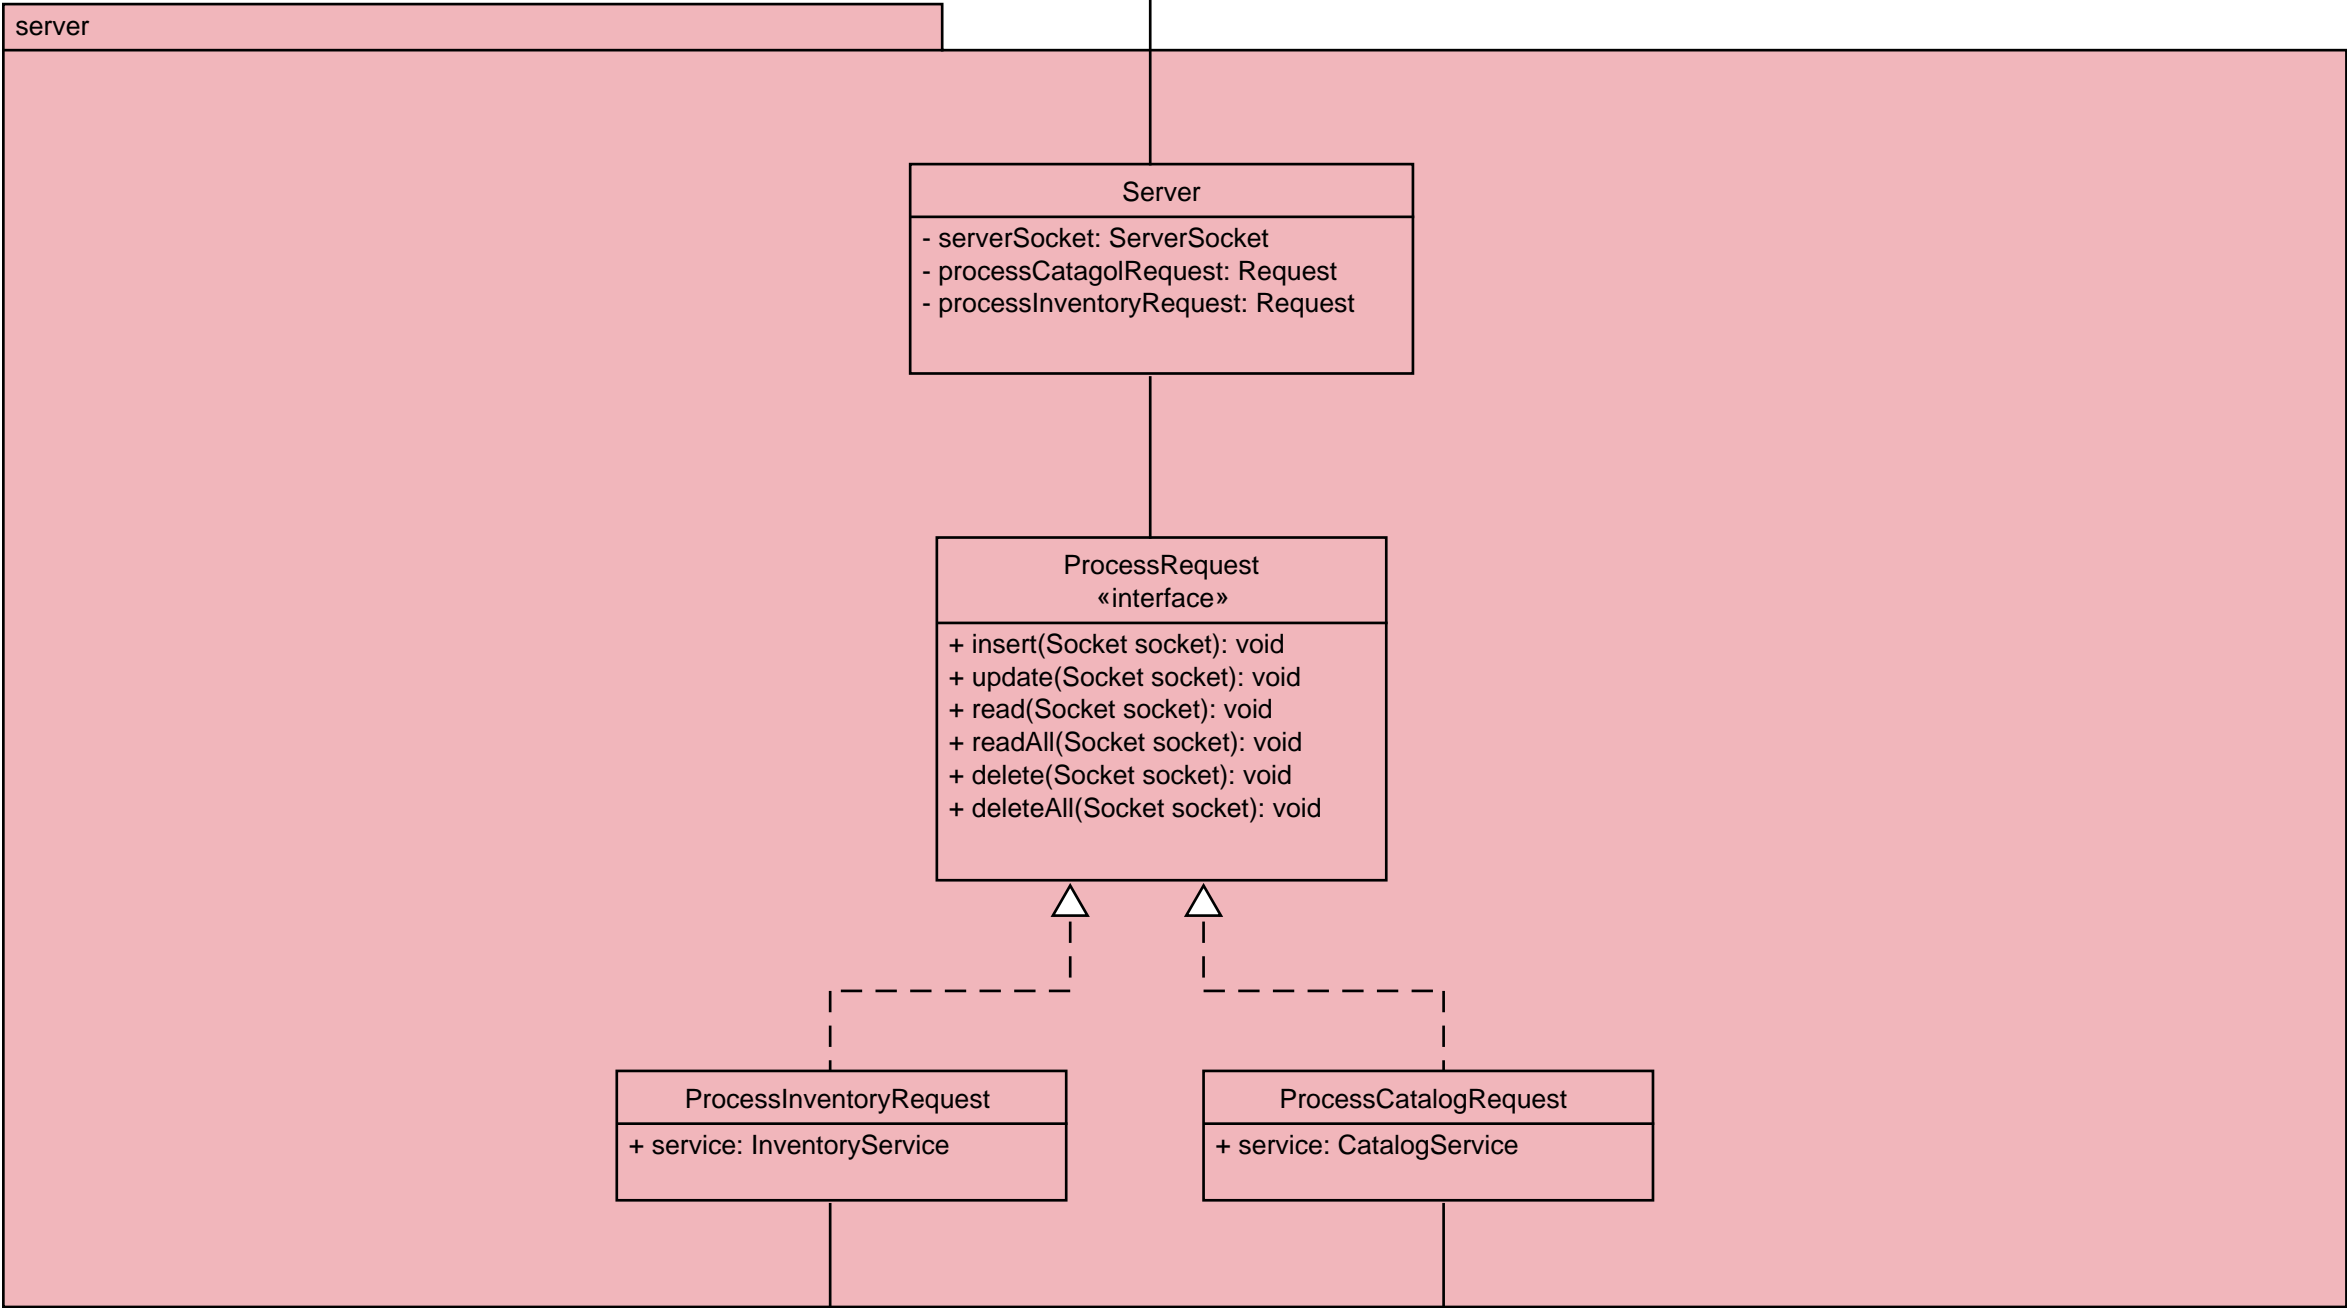 server
Server
- serverSocket: ServerSocket
- processCatagolRequest: Request
- processInventoryRequest: Request
ProcessRequest
«interface»
+ insert(Socket socket): void
+ update(Socket socket): void
+ read(Socket socket): void
+ readAll(Socket socket): void
+ delete(Socket socket): void
+ deleteAll(Socket socket): void
ProcessInventoryRequest
+ service: InventoryService
ProcessCatalogRequest
+ service: CatalogService